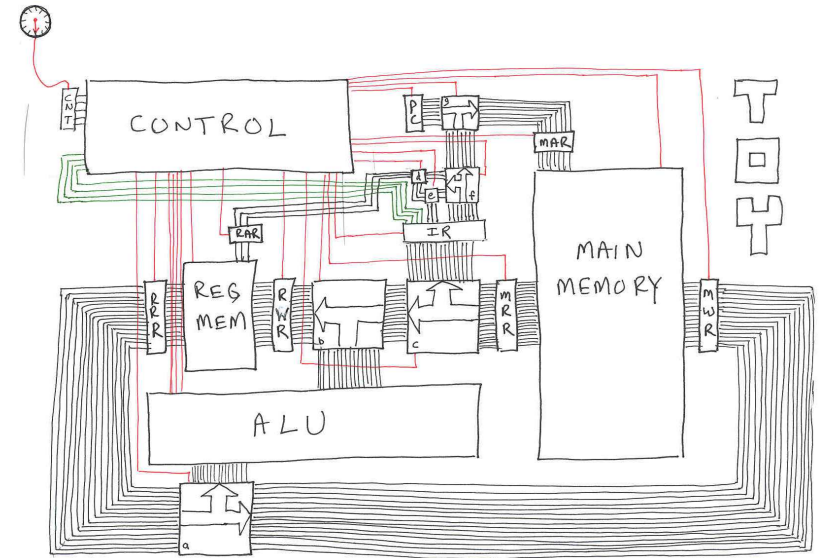 CNT
CONTROL
PC
g
MAR
TOY
d
e
f
RAR
IR
MAIN
MEMORY
RRR
REG
MEM
RWR
b
c
MRR
MWR
ALU
a